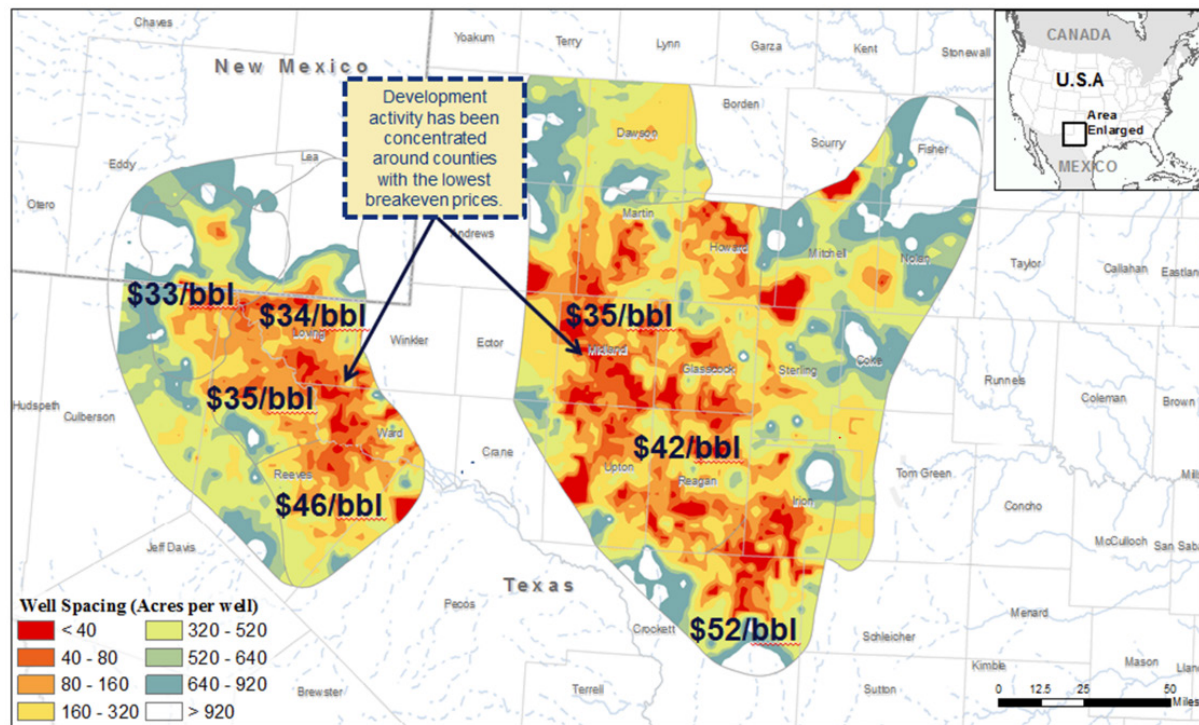 Chaves
Yoakum
Terry
Lynn
Garza
Kent
Stonewall
New Mexico
Development
activity has been
concentrated
around counties
with the lowest
breakeven prices.
CANADA
U.S.A
Area
Enlarged
MEXICO
Borden
Dawson
Scurry
Fisher
Eddy
Lea
Otero
Andrews
Martin
Howard
Mitchell
Nolan
Taylor
Callahan
Eastland
$33/bbl
$34/bbl
Loving
Winkler
Ector
$35/bbl
Midland
Glasscock
Sterling
Coke
Runnels
Coleman
Brown
Hudspeth
Culberson
$35/bbl
Ward
Crane
$42/bbl
Upton
Reagan
Irion
Tom Green
Concho
Reeves
$46/bbl
McCulloch
San Saba
Jeff Davis
Texas
Pecos
Crockett
$52/bbl
Schleicher
Menard
Kimble
Mason
Terrell
Sutton
Brewster
Well Spacing (Acres per well)
< 40
320 - 520
40 - 80
520 - 640
80 - 160
640 - 920
160 - 320
> 920
0 12.5 25 50
Miles